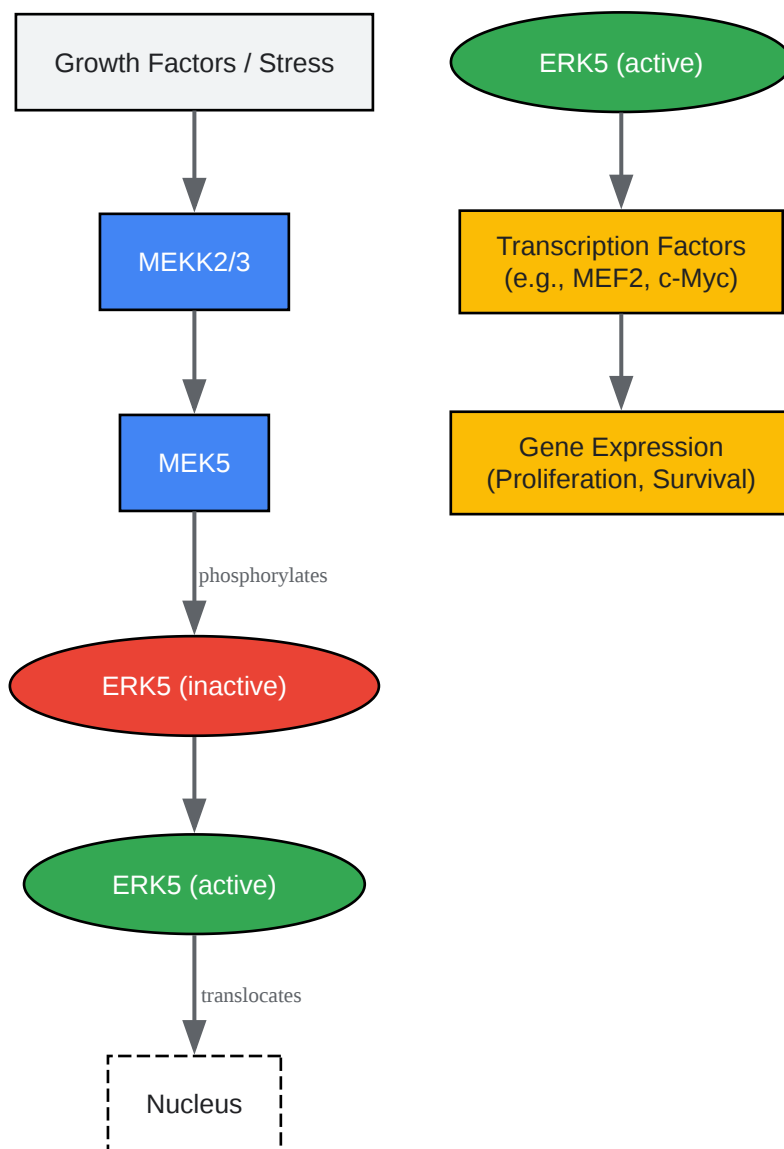 Growth Factors / Stress
MEKK2/3
MEK5
phosphorylates
ERK5 (inactive)
ERK5 (active)
translocates
Nucleus
ERK5 (active)
Transcription Factors
(e.g., MEF2, c-Myc)
Gene Expression
(Proliferation, Survival)